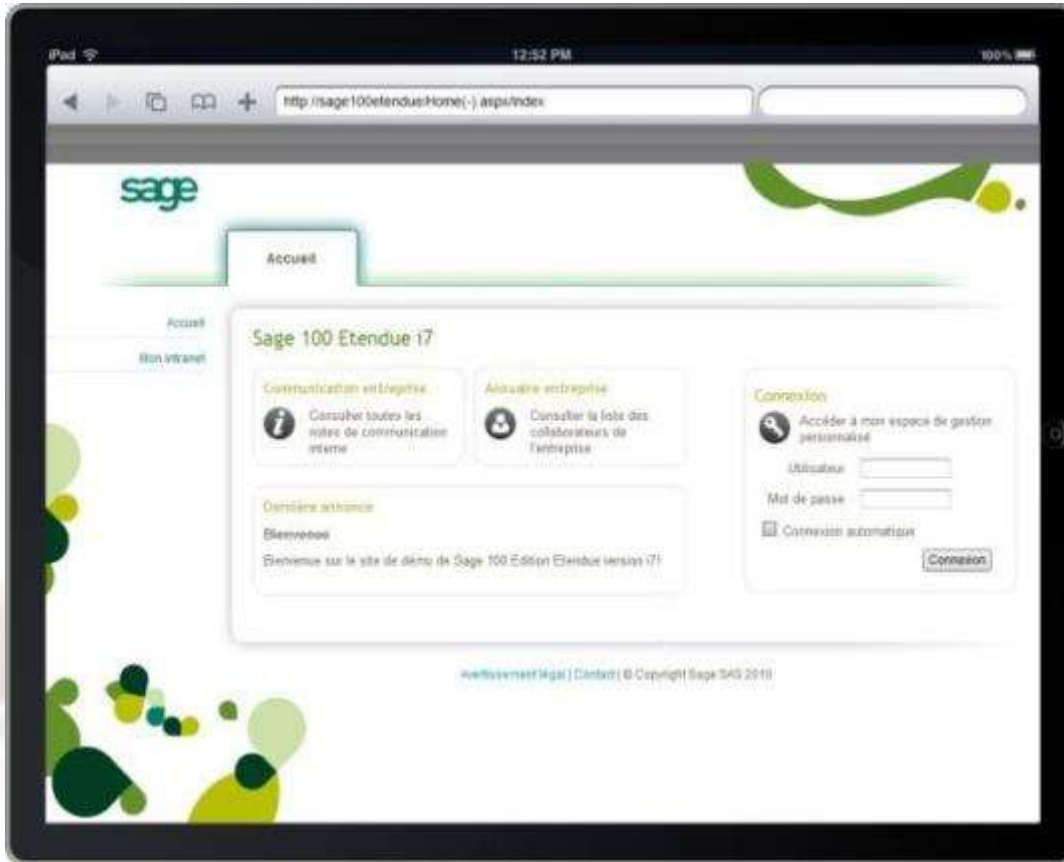 iPad
12:52 PM
100%
http://sage100etendue/Home(-).aspx/Index
sage
Accueil
Accueil
Mon intranet
Sage 100 Etendue i7
Communication entreprise
Consulter toutes les
notes de communication
interne
Annuaire entreprise
Consulter la liste des
collaborateurs de
l'entreprise
Connexion
Accéder à mon espace de gestion
personnalisé
Utilisateur
Mot de passe
Connexion automatique
Connexion
Dernière annonce
Bienvenue
Bienvenue sur le site de démo de Sage 100 Edition Etendue version i7!
Avertissement légal | Contact | © Copyright Sage SAS 2010